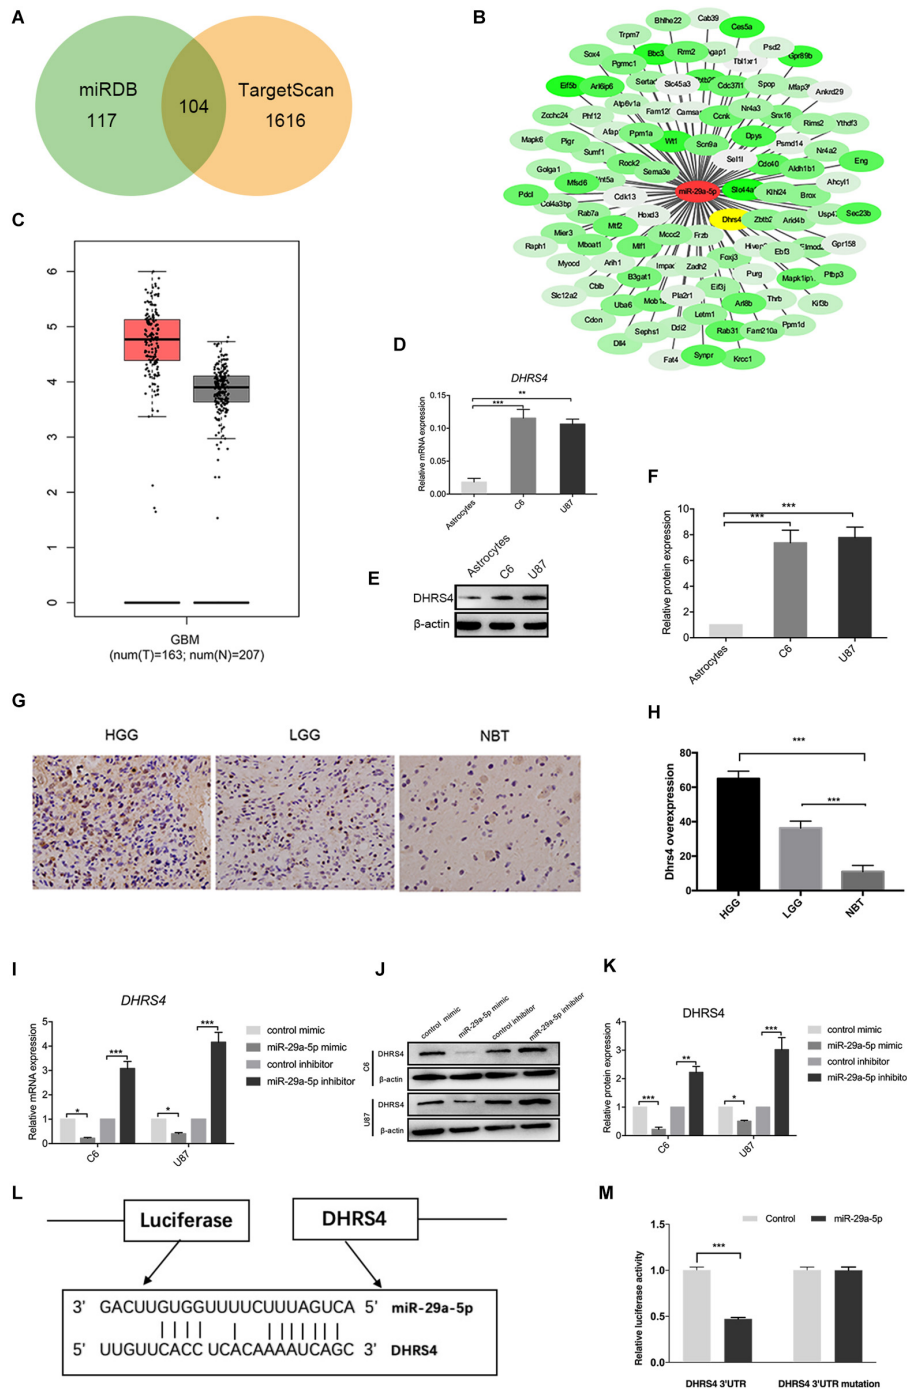 A
miRDB
117
104
TargetScan
1616
B
Bhlhe22
Cab39
Ces5a
Trpm7
Psd2
Sox4
Bbc3
Rrm2
Agap1
Tbl1xr1
Gpr89b
Pgrmc1
Slc45a3
Eif5b
Arl6ip6
Cdc37l1
Spop
Ankrd29
Atp6v1a
Nr4a3
Zcchc24
Phf12
Ccnk
Snx16
Rims2
Ythdf3
Mapk6
Pigr
Ppm1a
Wt1
Scn9a
Dpys
Psmd14
Nr4a2
Sumf1
Rock2
Sel1l
Golga1
Sema3e
Cdo40
Aldh1b1
Eng
Mfsd6
miR-29a-5p
Klhl24
Brox
Ahcyl1
Pdcl
Cdk13
Col4a3bp
Rab7a
Hoxd3
Dhrs4
Arid4b
Sec23b
Mtf2
Mier3
Mccc2
Frzb
Raph1
Mboat1
Mtf1
Foxj3
Ebf3
Gpr158
Myocd
Arih1
Zadh2
Purg
Ptbp3
B3gat1
Slc12a2
Cblb
Pla2r1
Eif3j
Thrb
Kif3b
Uba6
Arl8b
Cdon
Letm1
Sephs1
Ddi2
Rab31
Fam210a
Ppm1d
Dll4
Fat4
Synpr
Krcc1
C
6
5
4
3
2
1
0
GBM
(num(T)=163; num(N)=207)
D
DHRS4
Relative mRNA expression
0.15
0.10
0.05
0.00
**
***
Astrocytes
C6
U87
E
Astrocytes
C6
U87
DHRS4
β-actin
F
Relative protein expression
10
8
6
4
2
0
***
***
Astrocytes
C6
U87
G
HGG
LGG
NBT
H
Dhrs4 overexpression
80
60
40
20
0
***
***
HGG
LGG
NBT
I
DHRS4
Relative mRNA expression
5
4
3
2
1
0
*
***
*
***
C6
U87
control mimic
miR-29a-5p mimic
control inhibitor
miR-29a-5p inhibitor
J
control mimic
miR-29a-5p mimic
control inhibitor
miR-29a-5p inhibitor
C6
DHRS4
β-actin
U87
DHRS4
β-actin
K
DHRS4
Relative protein expression
4
3
2
1
0
***
**
*
***
C6
U87
control mimic
miR-29a-5p mimic
control inhibitor
miR-29a-5p inhibito
L
Luciferase
DHRS4
3' GACUUGUGGUUUUCUUUAGUCA 5' miR-29a-5p
5' UUGUUCACC UCACAAAAUCAGC 3' DHRS4
M
Relative luciferase activity
1.5
1.0
0.5
0.0
Control
miR-29a-5p
***
DHRS4 3'UTR
DHRS4 3'UTR mutation